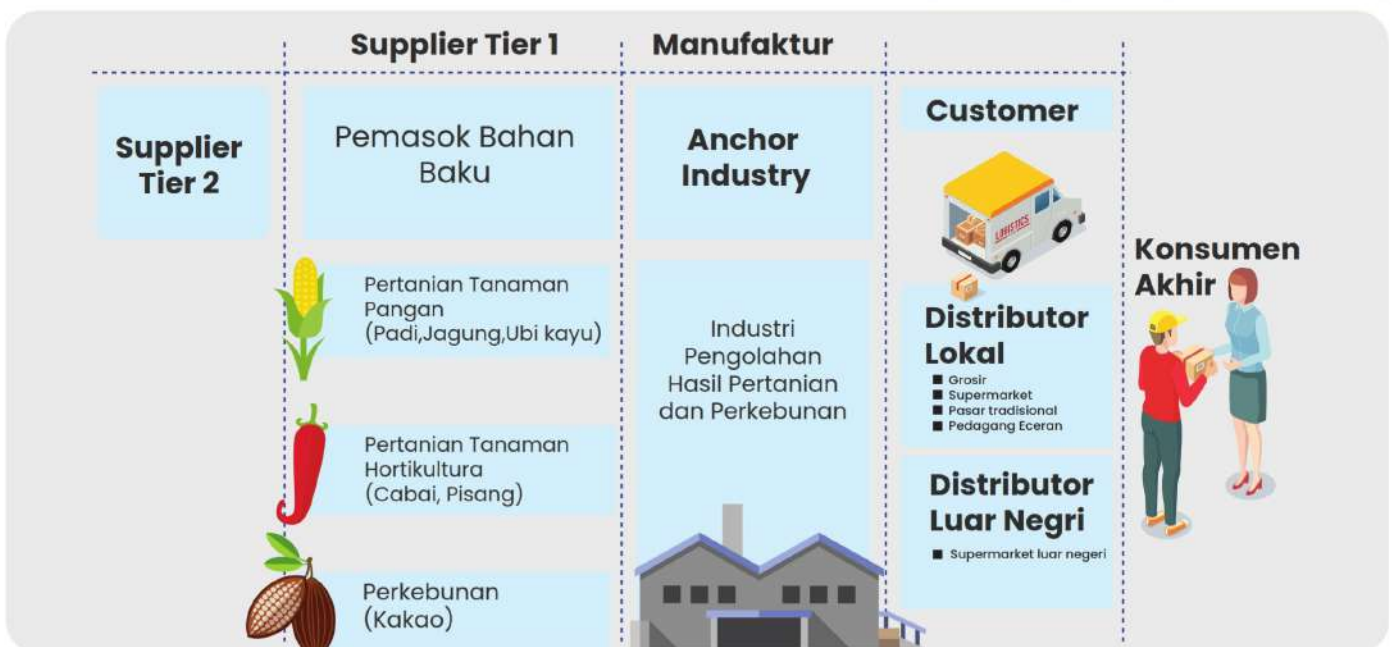 Supplier Tier 1
Manufaktur
Supplier
Tier 2
Pemasok Bahan
Baku
Anchor
Industry
Customer
LOGISTICS
Pertanian Tanaman
Pangan
(Padi,Jagung,Ubi kayu)
Pertanian Tanaman
Hortikultura
(Cabai, Pisang)
Perkebunan
(Kakao)
Industri
Pengolahan
Hasil Pertanian
dan Perkebunan
Distributor
Lokal
■ Grosir
■ Supermarket
■ Pasar tradisional
■ Pedagang Eceran
Distributor
Luar Negri
■ Supermarket luar negeri
Konsumen
Akhir